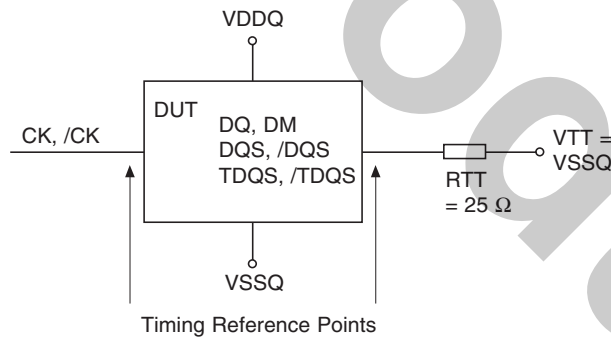 VDDQ
DUT
CK, /CK
DQ, DM
DQS, /DQS
TDQS, /TDQS
VTT =
VSSQ
RTT
= 25 Ω
VSSQ
Timing Reference Points